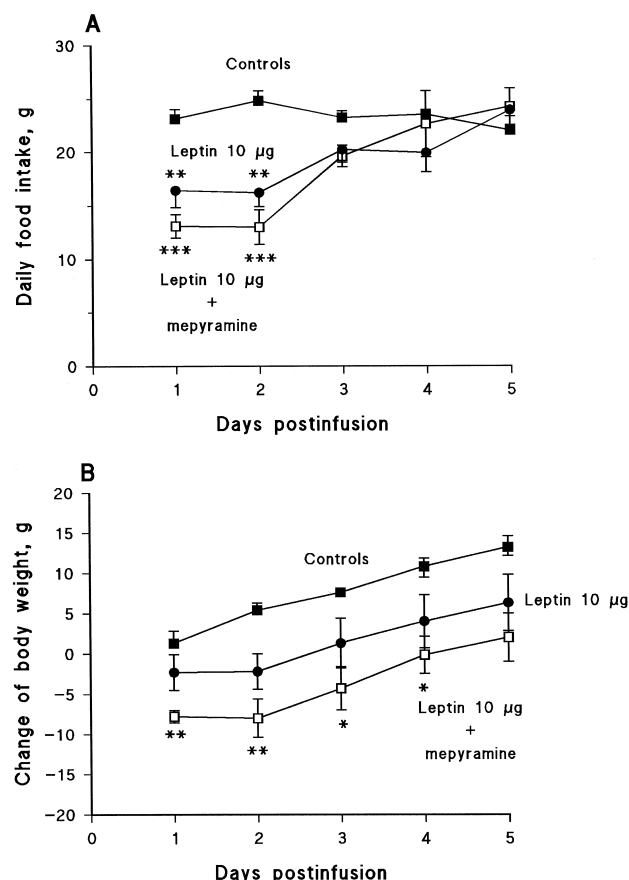 A
30
Controls
Daily food intake, g
20
Leptin 10 µg
** **
*** ***
10
Leptin 10 µg
+
mepyramine
0
0 1 2 3 4 5
Days postinfusion
B
20
15
Controls
10
Change of body weight, g
5
Leptin 10 µg
0
−5
*
Leptin 10 µg
** ** *
−10
+
mepyramine
−15
−20
0 1 2 3 4 5
Days postinfusion